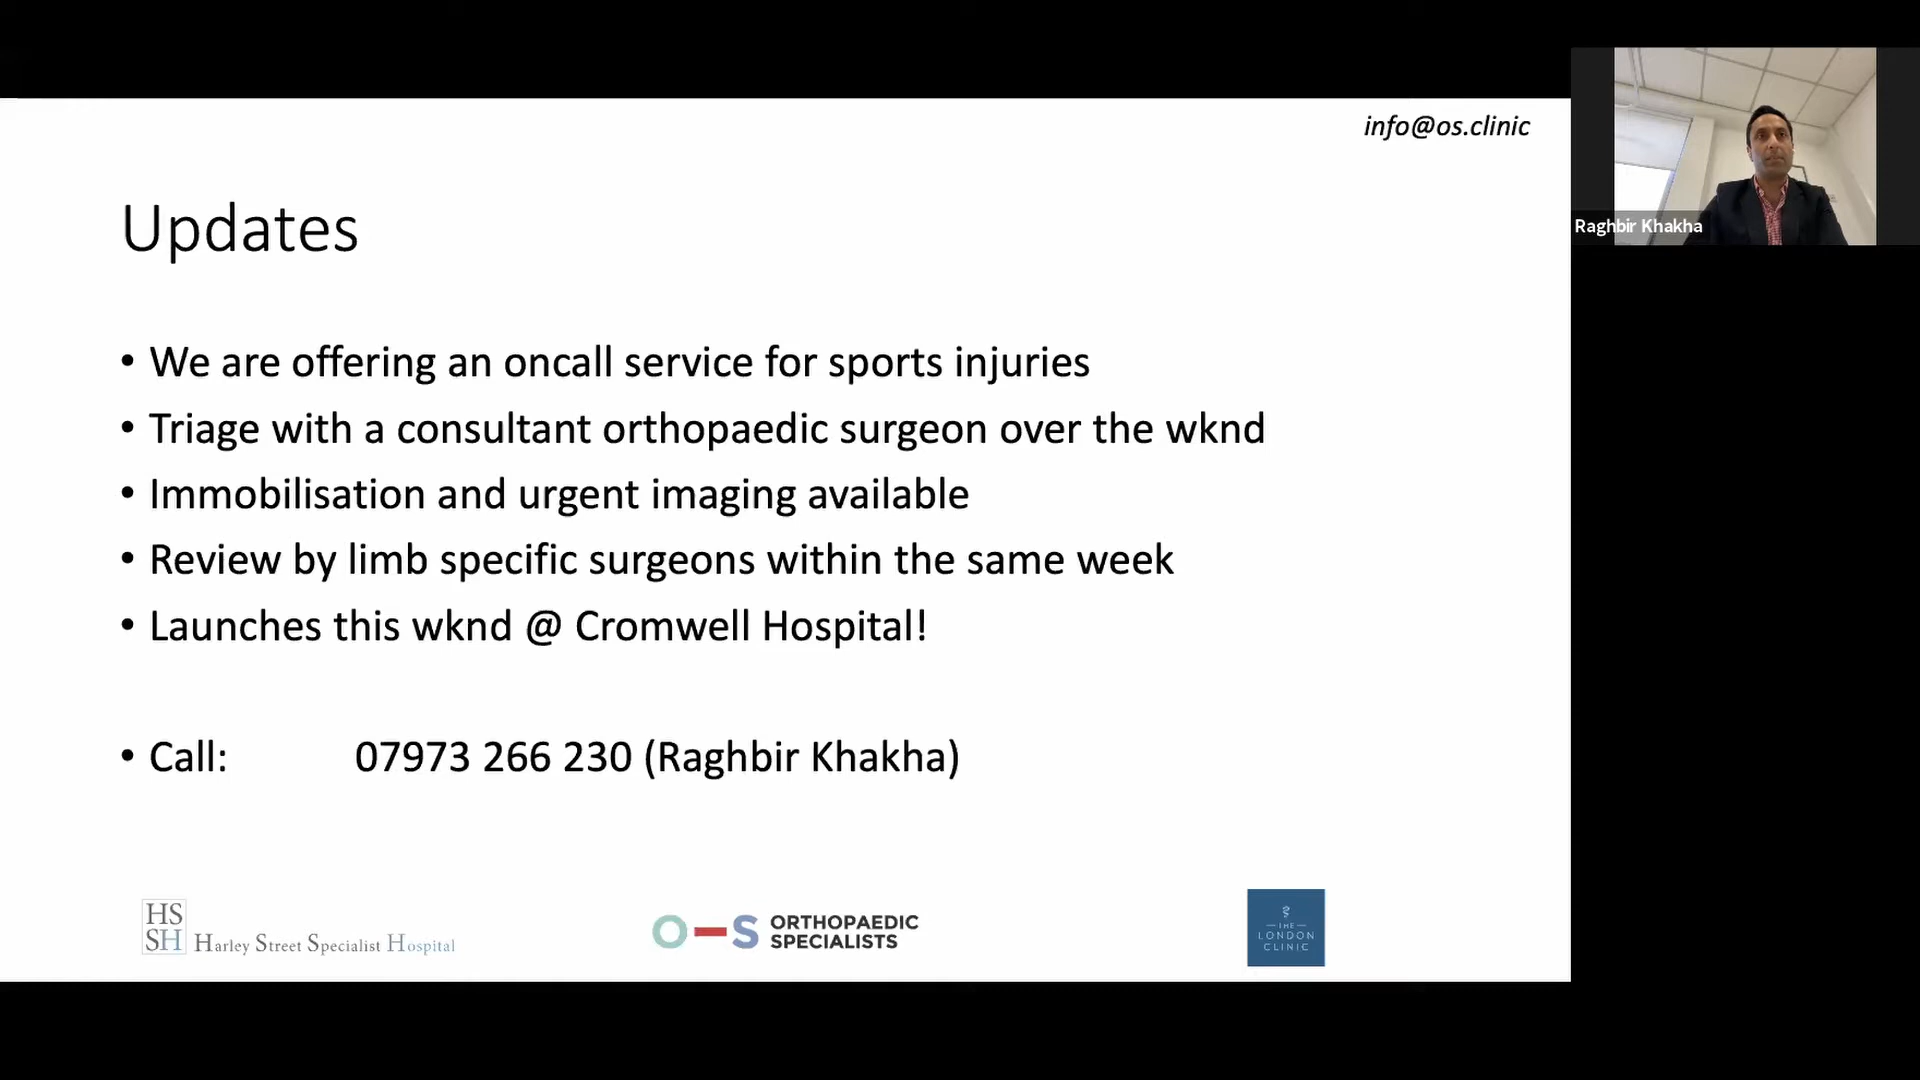 info@os.clinic
Updates
• We are offering an oncall service for sports injuries
• Triage with a consultant orthopaedic surgeon over the wknd
• Immobilisation and urgent imaging available
• Review by limb specific surgeons within the same week
• Launches this wknd @ Cromwell Hospital!
• Call: 07973 266 230 (Raghbir Khakha)
HS
SH Harley Street Specialist Hospital
O-S ORTHOPAEDIC
SPECIALISTS
THE
LONDON
CLINIC
Raghbir Khakha